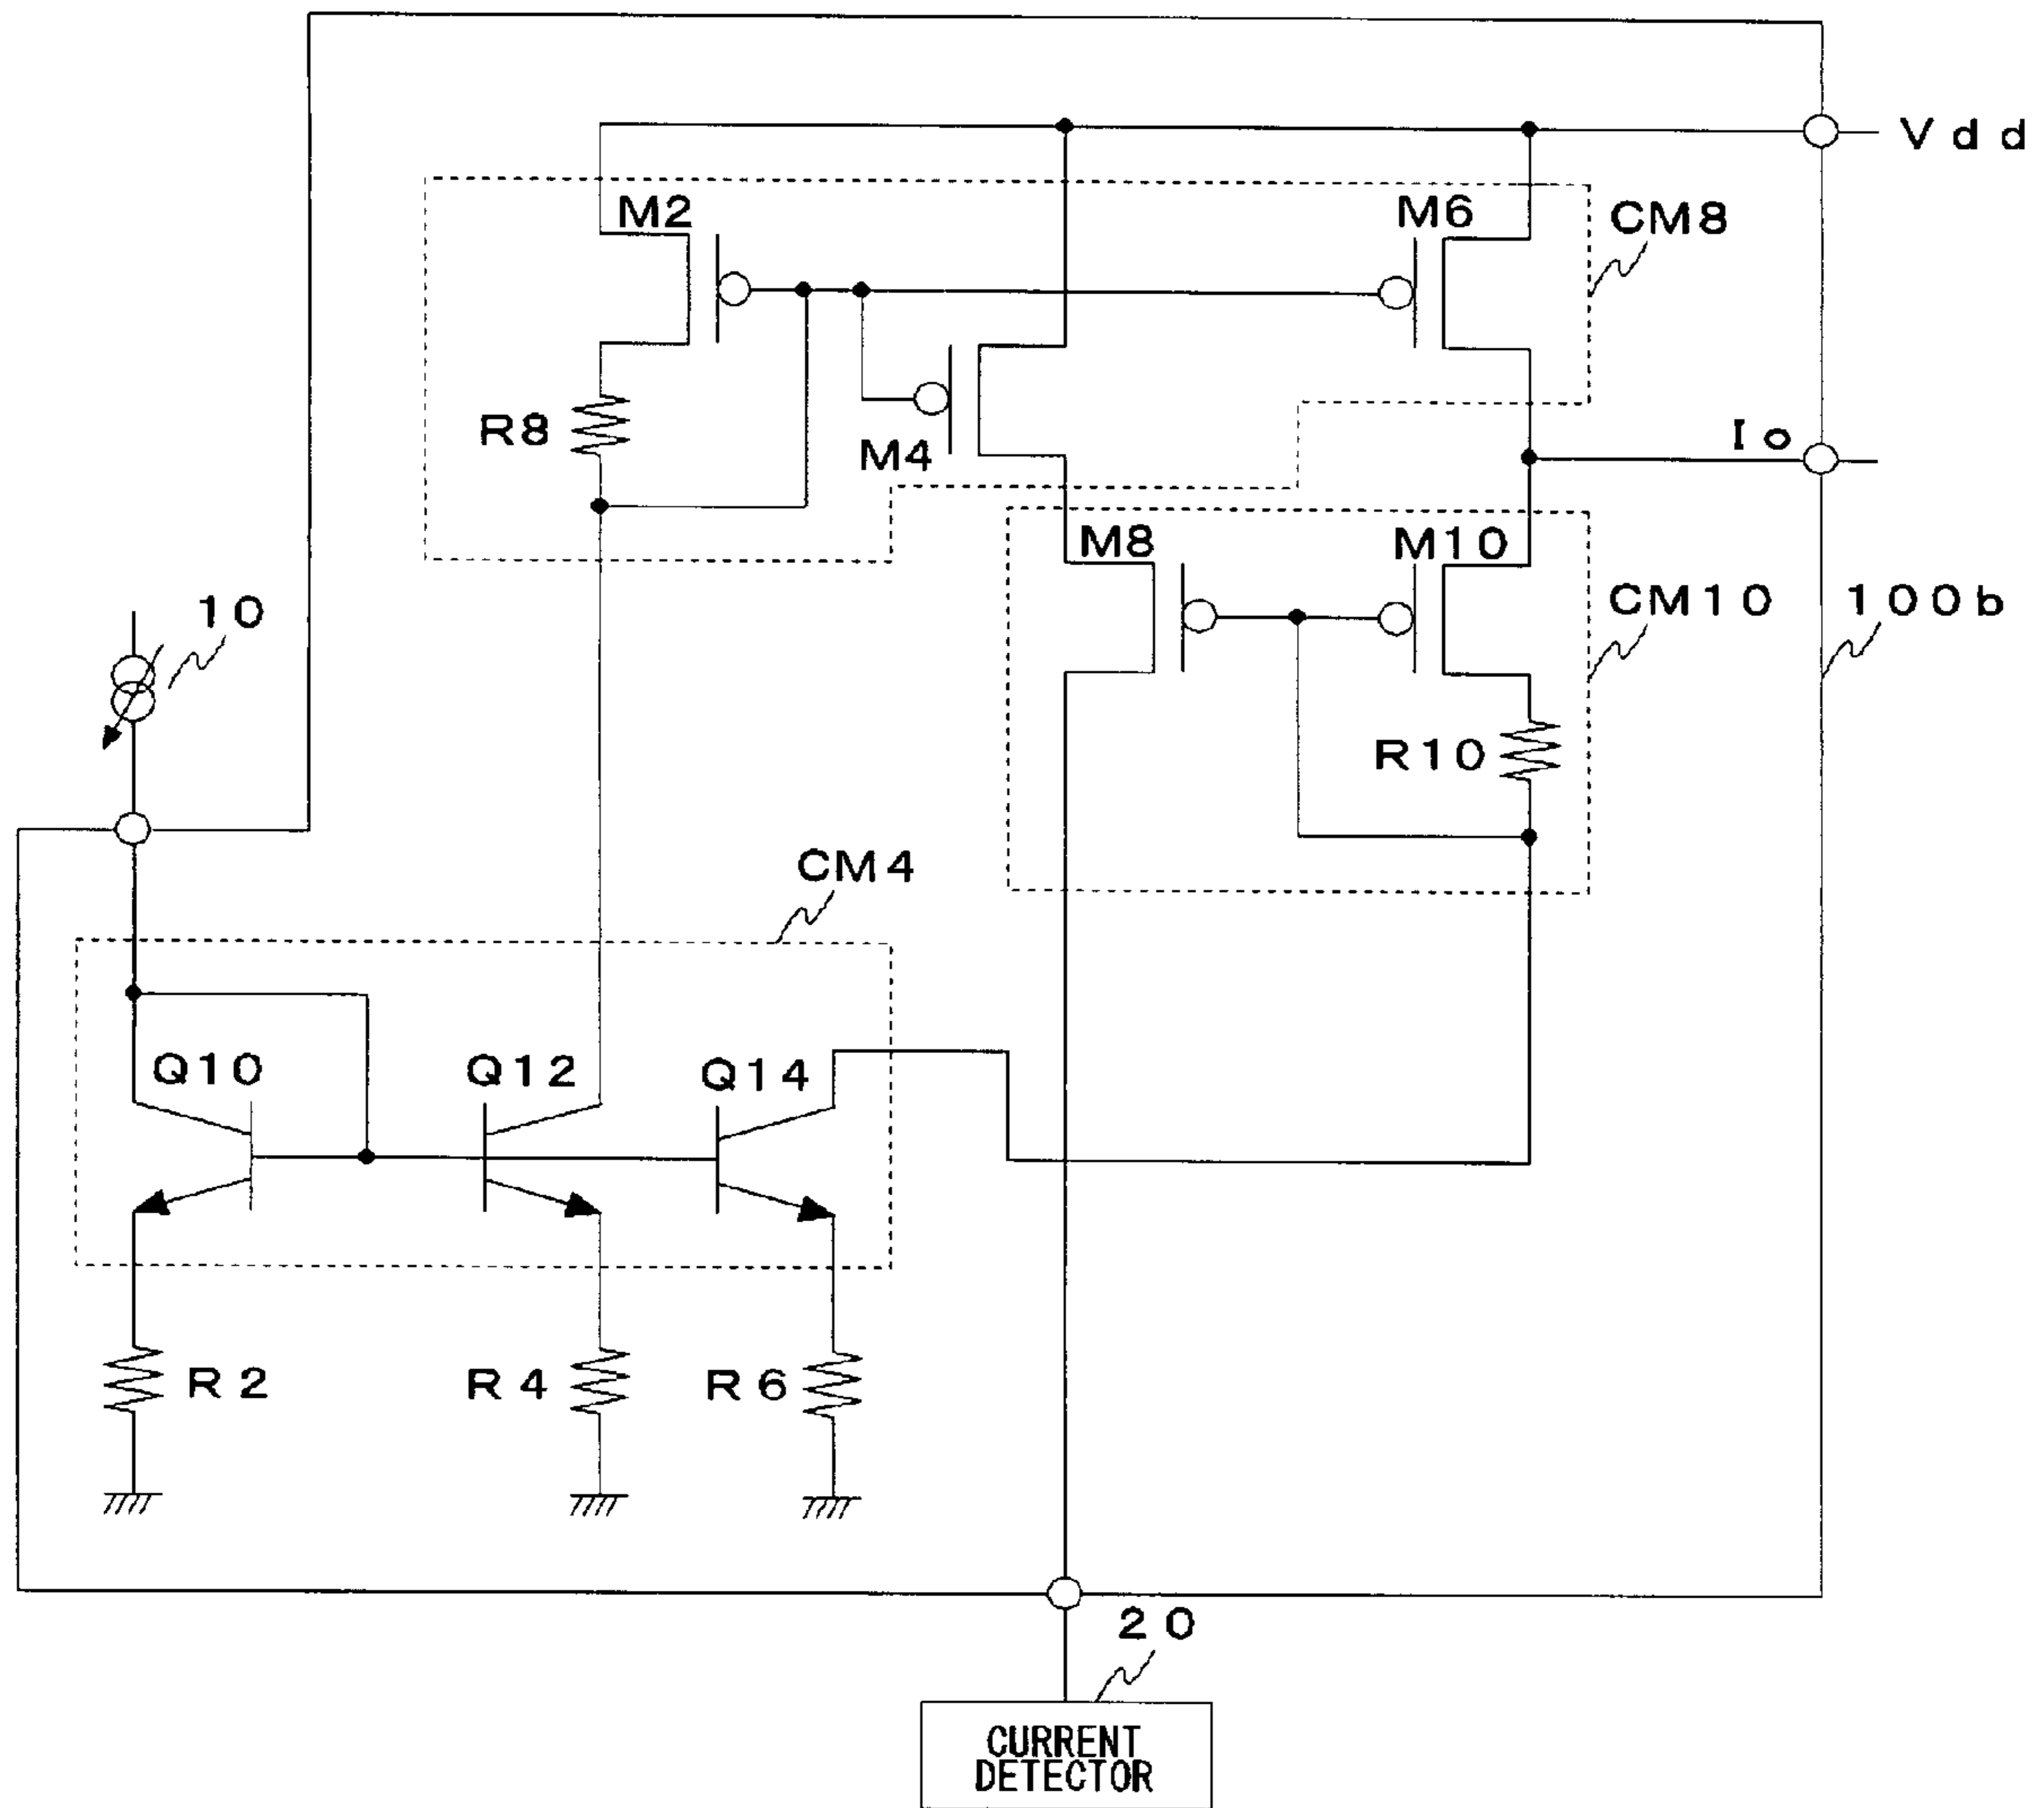 Vdd
M2
M6
CM8
R8
M4
Io
M8
M10
CM10
100b
10
R10
CM4
Q10
Q12
Q14
R2
R4
R6
20
CURRENT
DETECTOR